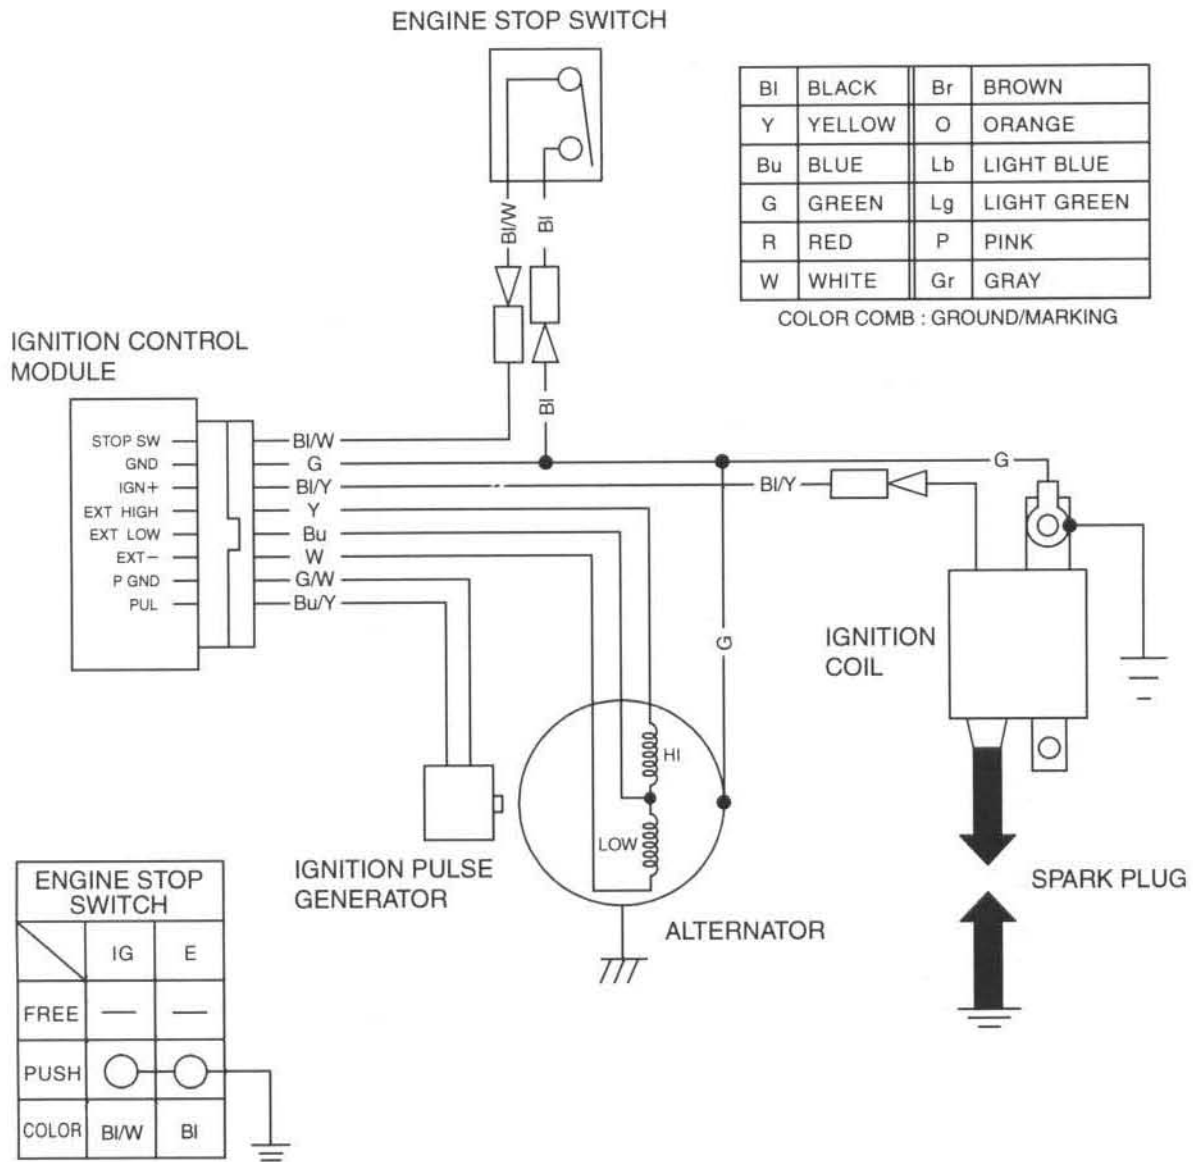 ENGINE STOP SWITCH
Bl BLACK Br BROWN
Y YELLOW O ORANGE
Bu BLUE Lb LIGHT BLUE
G GREEN Lg LIGHT GREEN
R RED P PINK
W WHITE Gr GRAY
COLOR COMB : GROUND/MARKING
Bl/W
Bl
Bl
IGNITION CONTROL
MODULE
STOP SW Bl/W
GND G
IGN+ Bl/Y
EXT HIGH Y
EXT LOW Bu
EXT− W
P GND G/W
PUL Bu/Y
G
Bl/Y
G
IGNITION
COIL
HI
LOW
IGNITION PULSE
GENERATOR
ALTERNATOR
SPARK PLUG
ENGINE STOP
SWITCH
IG E
FREE — —
PUSH
COLOR Bl/W Bl